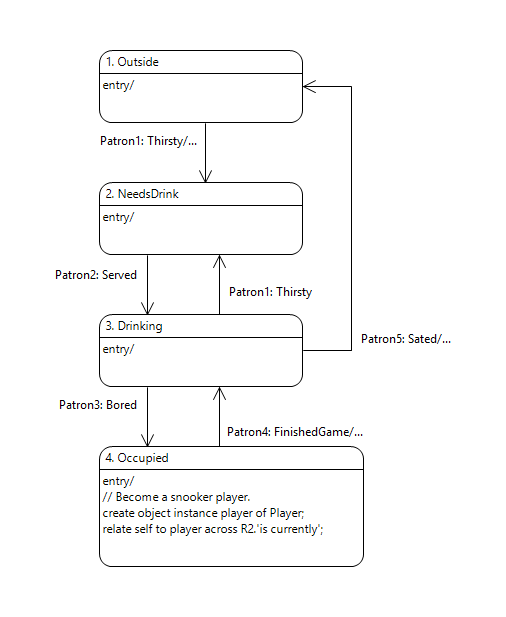 1. Outside
entry/
Patron1: Thirsty/...
2. NeedsDrink
entry/
Patron2: Served
Patron1: Thirsty
3. Drinking
entry/
Patron5: Sated/...
Patron3: Bored
Patron4: FinishedGame/...
4. Occupied
entry/
// Become a snooker player.
create object instance player of Player;
relate self to player across R2.'is currently';